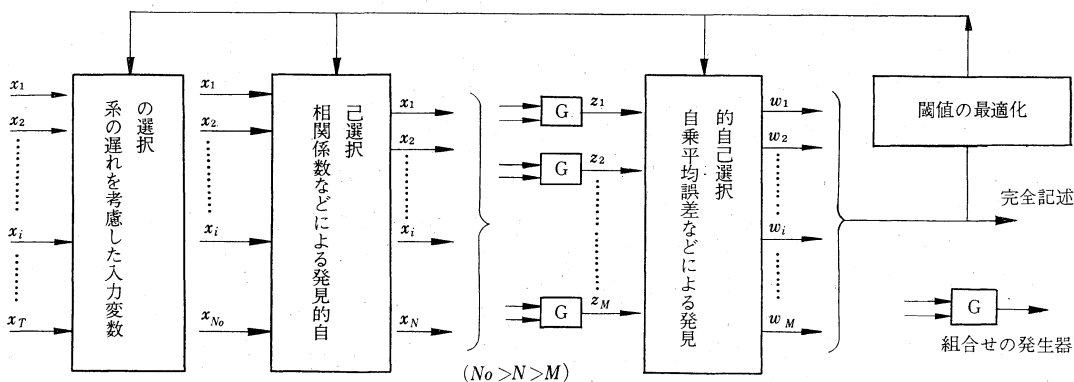 x1
x2
xi
xT
系の遅れを考慮した入力変数
の選択
x1
x2
xi
xNo
相関係数などによる発見的自
己選択
x1
x2
xi
xN
(No>N>M)
G
G
G
z1
z2
zM
自乗平均誤差などによる発見
的自己選択
w1
w2
wi
wM
閾値の最適化
完全記述
G
組合せの発生器